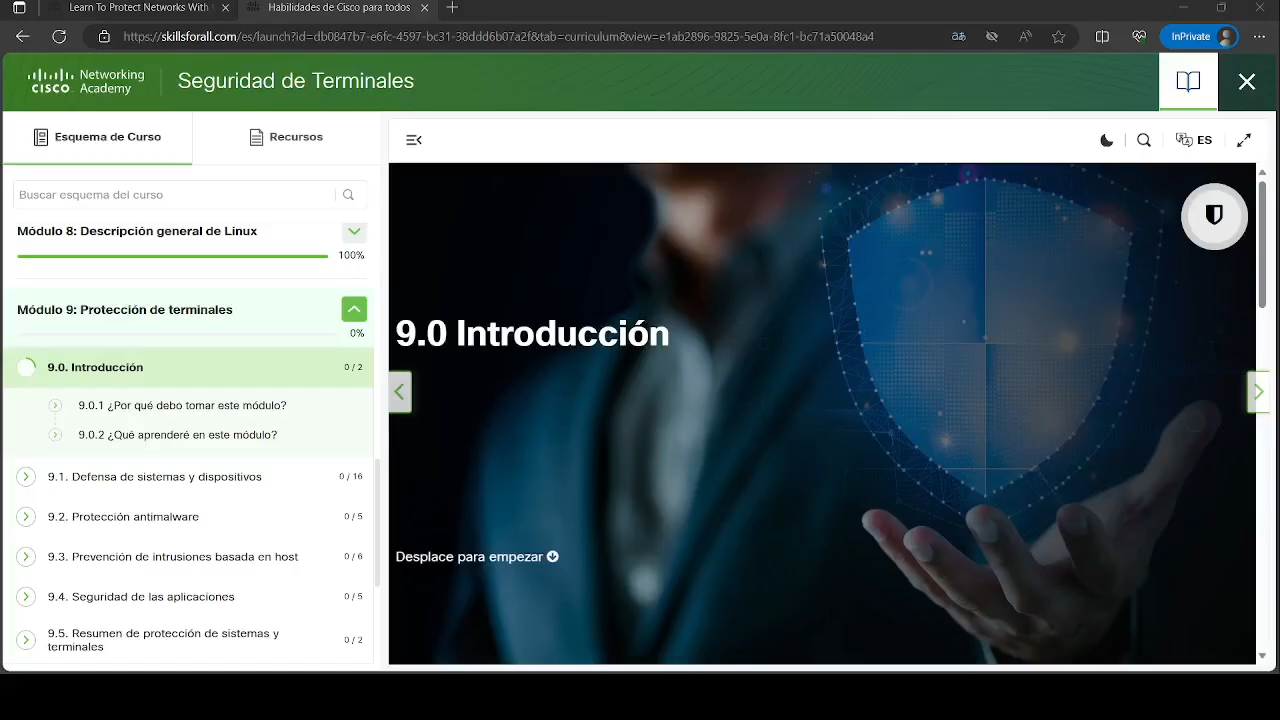 Learn To Protect Networks With
Habilidades de Cisco para todos
https://skillsforall.com/es/launch?id=db0847b7-e6fc-4597-bc31-38ddd6b07a2f&tab=curriculum&view=e1ab2896-9825-5e0a-8fc1-bc71a50048a4
InPrivate
Networking
CISCO Academy
Seguridad de Terminales
Esquema de Curso
Recursos
ES
Buscar esquema del curso
Módulo 8: Descripción general de Linux
100%
Módulo 9: Protección de terminales
0%
9.0. Introducción 0 / 2
9.0.1 ¿Por qué debo tomar este módulo?
9.0.2 ¿Qué aprenderé en este módulo?
9.1. Defensa de sistemas y dispositivos 0 / 16
9.2. Protección antimalware 0 / 5
9.3. Prevención de intrusiones basada en host 0 / 6
9.4. Seguridad de las aplicaciones 0 / 5
9.5. Resumen de protección de sistemas y
terminales 0 / 2
9.0 Introducción
Desplace para empezar